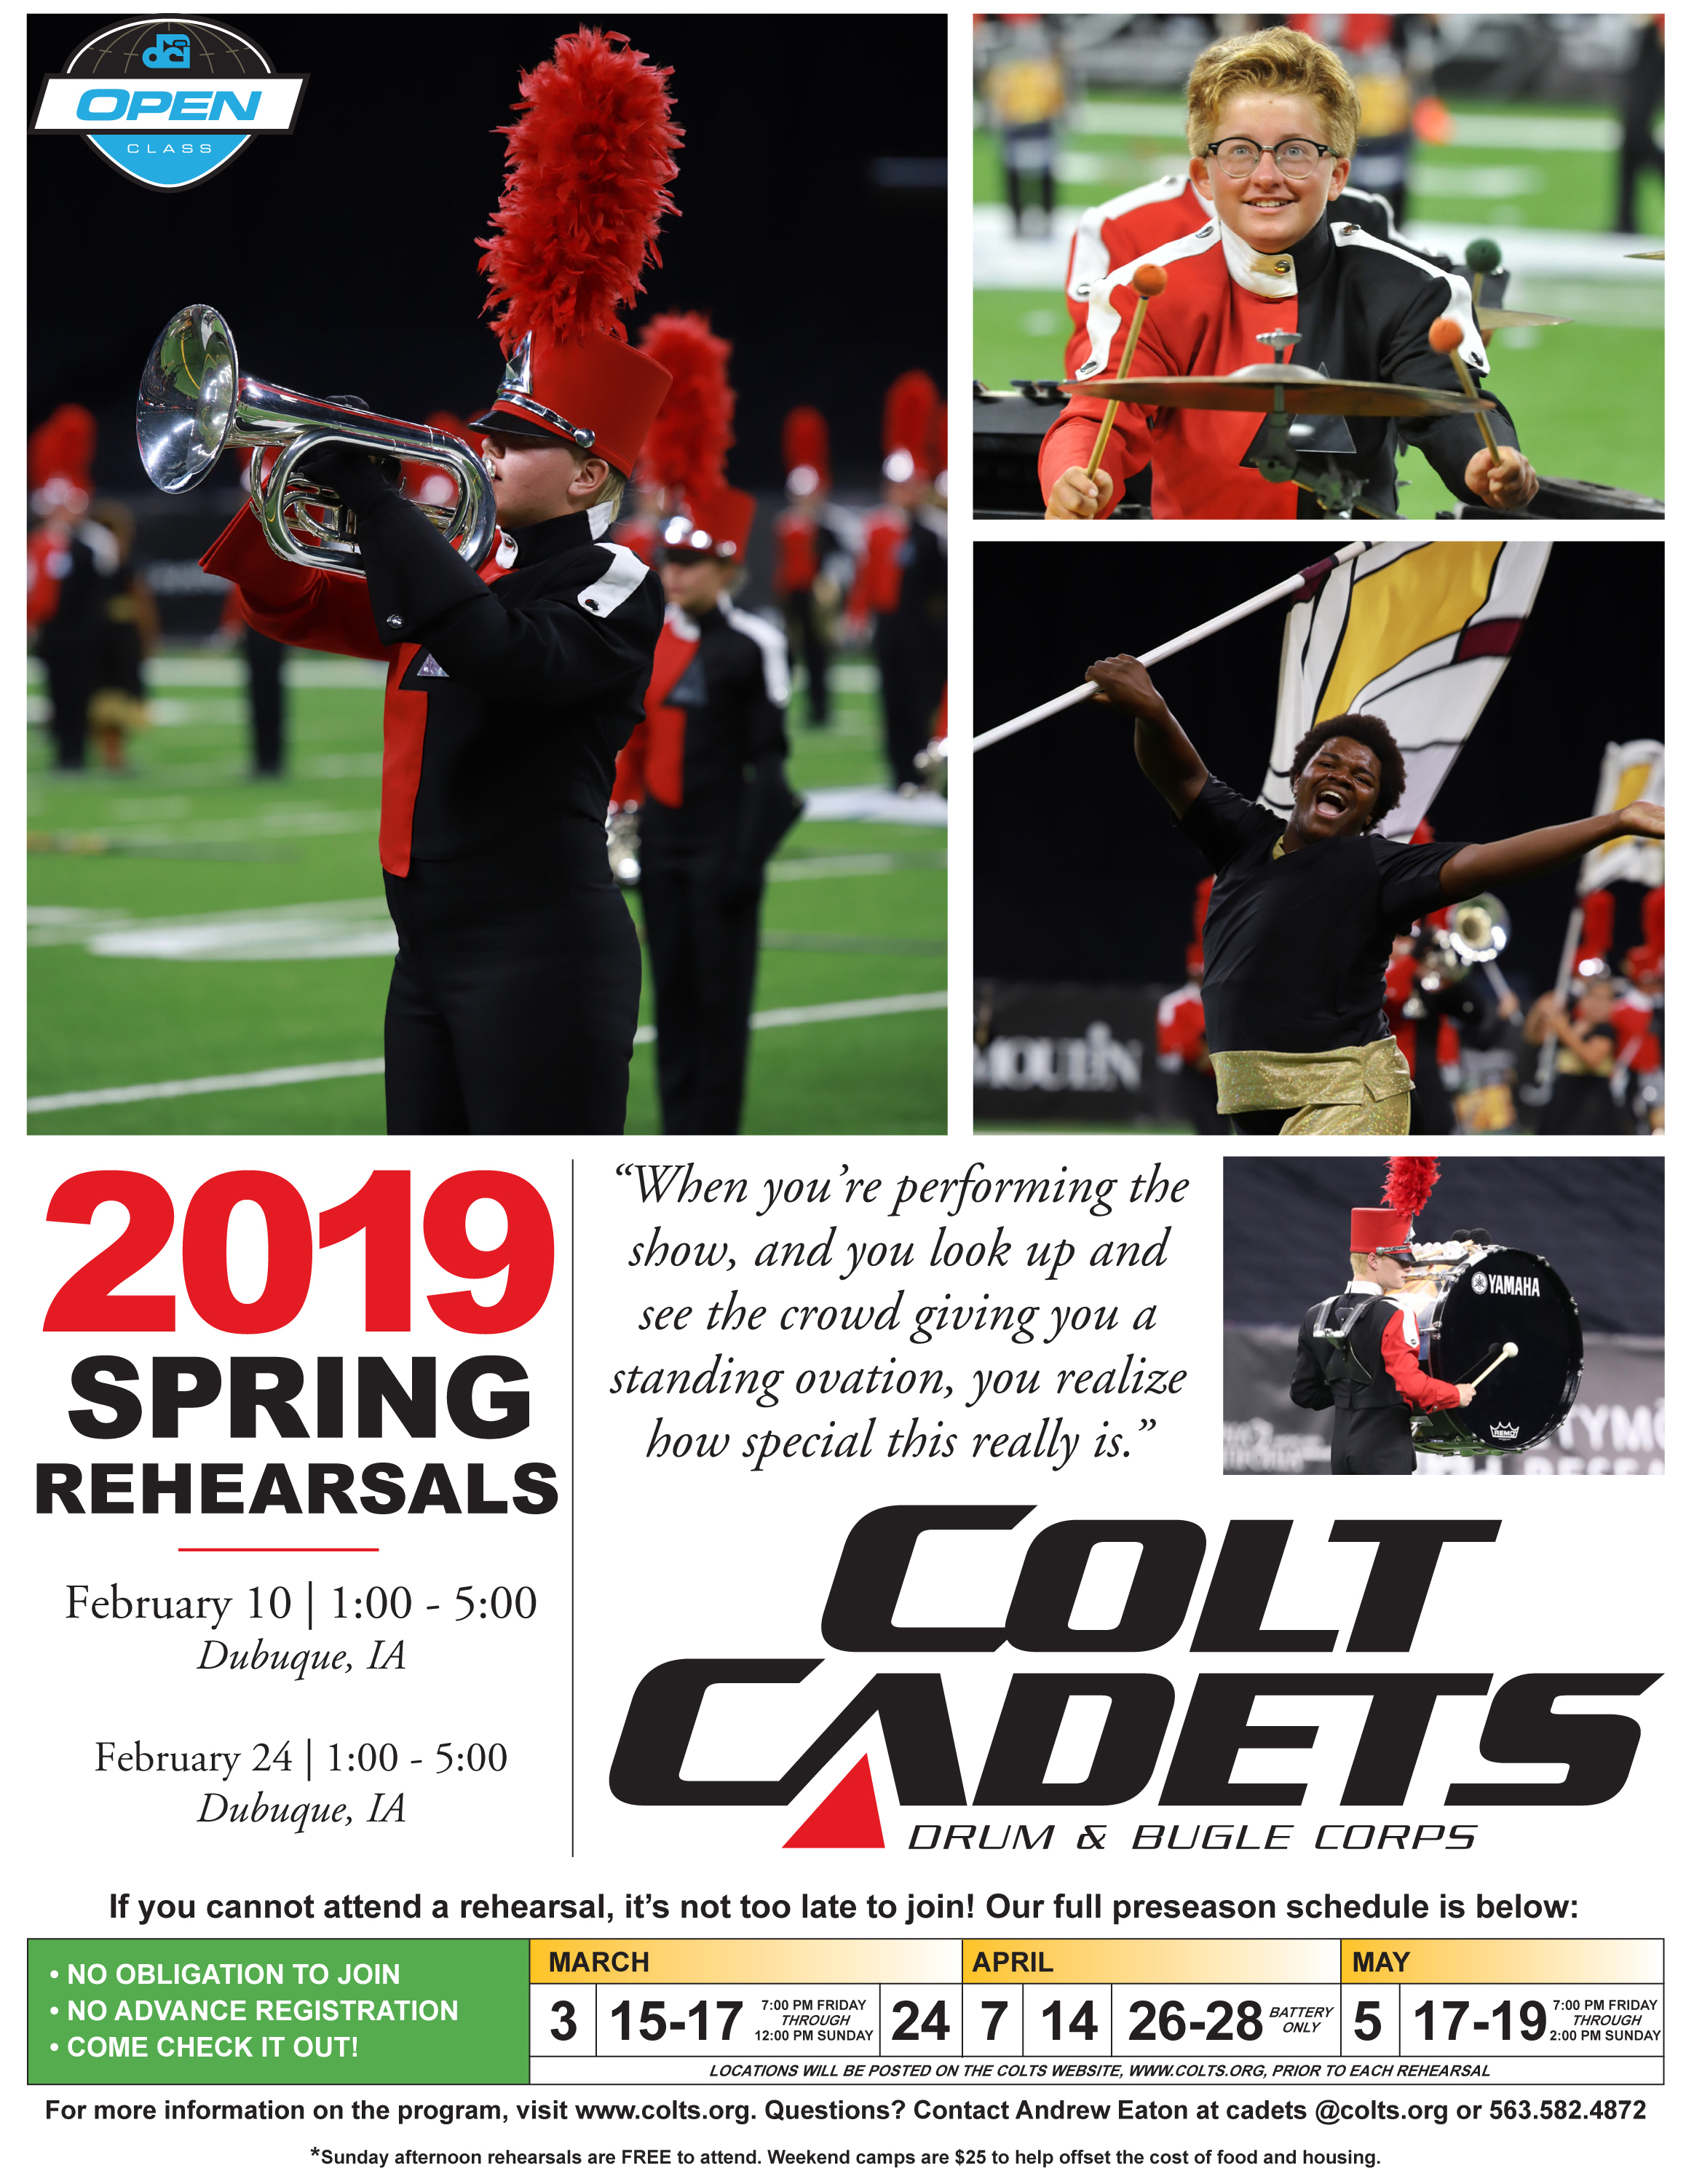 dci
OPEN
CLASS
2019
SPRING
REHEARSALS
February 10 | 1:00 - 5:00
Dubuque, IA
February 24 | 1:00 - 5:00
Dubuque, IA
“When you’re performing the
show, and you look up and
see the crowd giving you a
standing ovation, you realize
how special this really is.”
YAMAHA
REMO
COLT
CADETS
DRUM & BUGLE CORPS
If you cannot attend a rehearsal, it’s not too late to join! Our full preseason schedule is below:
• NO OBLIGATION TO JOIN
• NO ADVANCE REGISTRATION
• COME CHECK IT OUT!
MARCH
3
15-17
7:00 PM FRIDAY
THROUGH
12:00 PM SUNDAY
24
APRIL
7
14
26-28
BATTERY
ONLY
MAY
5
17-19
7:00 PM FRIDAY
THROUGH
2:00 PM SUNDAY
LOCATIONS WILL BE POSTED ON THE COLTS WEBSITE, WWW.COLTS.ORG, PRIOR TO EACH REHEARSAL
For more information on the program, visit www.colts.org. Questions? Contact Andrew Eaton at cadets @colts.org or 563.582.4872
*Sunday afternoon rehearsals are FREE to attend. Weekend camps are $25 to help offset the cost of food and housing.